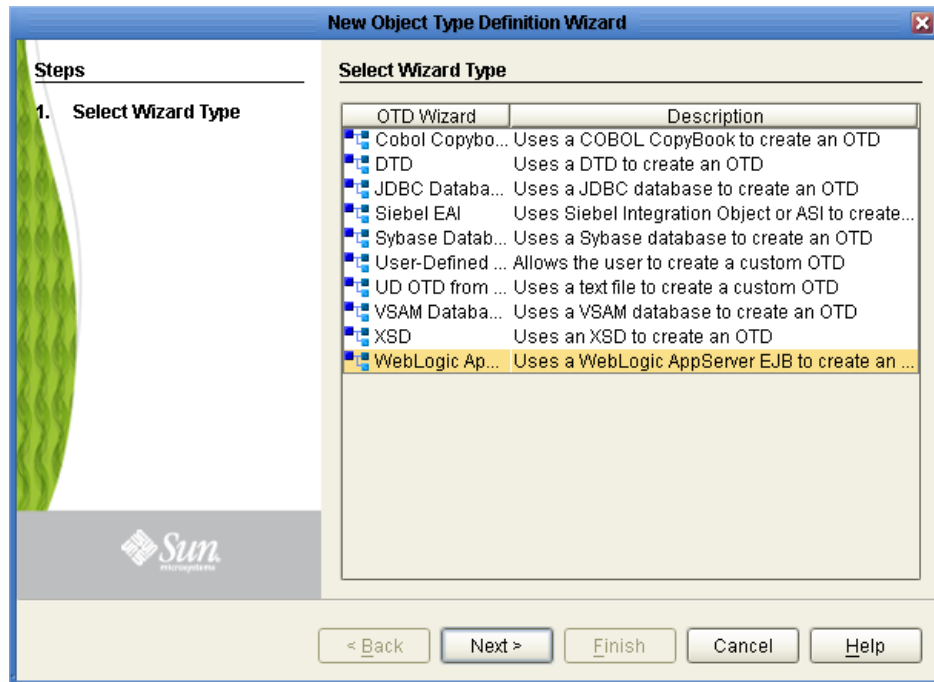 New Object Type Definition Wizard
Steps
1. Select Wizard Type
Select Wizard Type
OTD Wizard Description
Cobol Copybo... Uses a COBOL CopyBook to create an OTD
DTD Uses a DTD to create an OTD
JDBC Databa... Uses a JDBC database to create an OTD
Siebel EAI Uses Siebel Integration Object or ASI to create...
Sybase Datab... Uses a Sybase database to create an OTD
User-Defined ... Allows the user to create a custom OTD
UD OTD from ... Uses a text file to create a custom OTD
VSAM Databa... Uses a VSAM database to create an OTD
XSD Uses an XSD to create an OTD
WebLogic Ap... Uses a WebLogic AppServer EJB to create an ...
Sun
microsystems
< Back Next > Finish Cancel Help